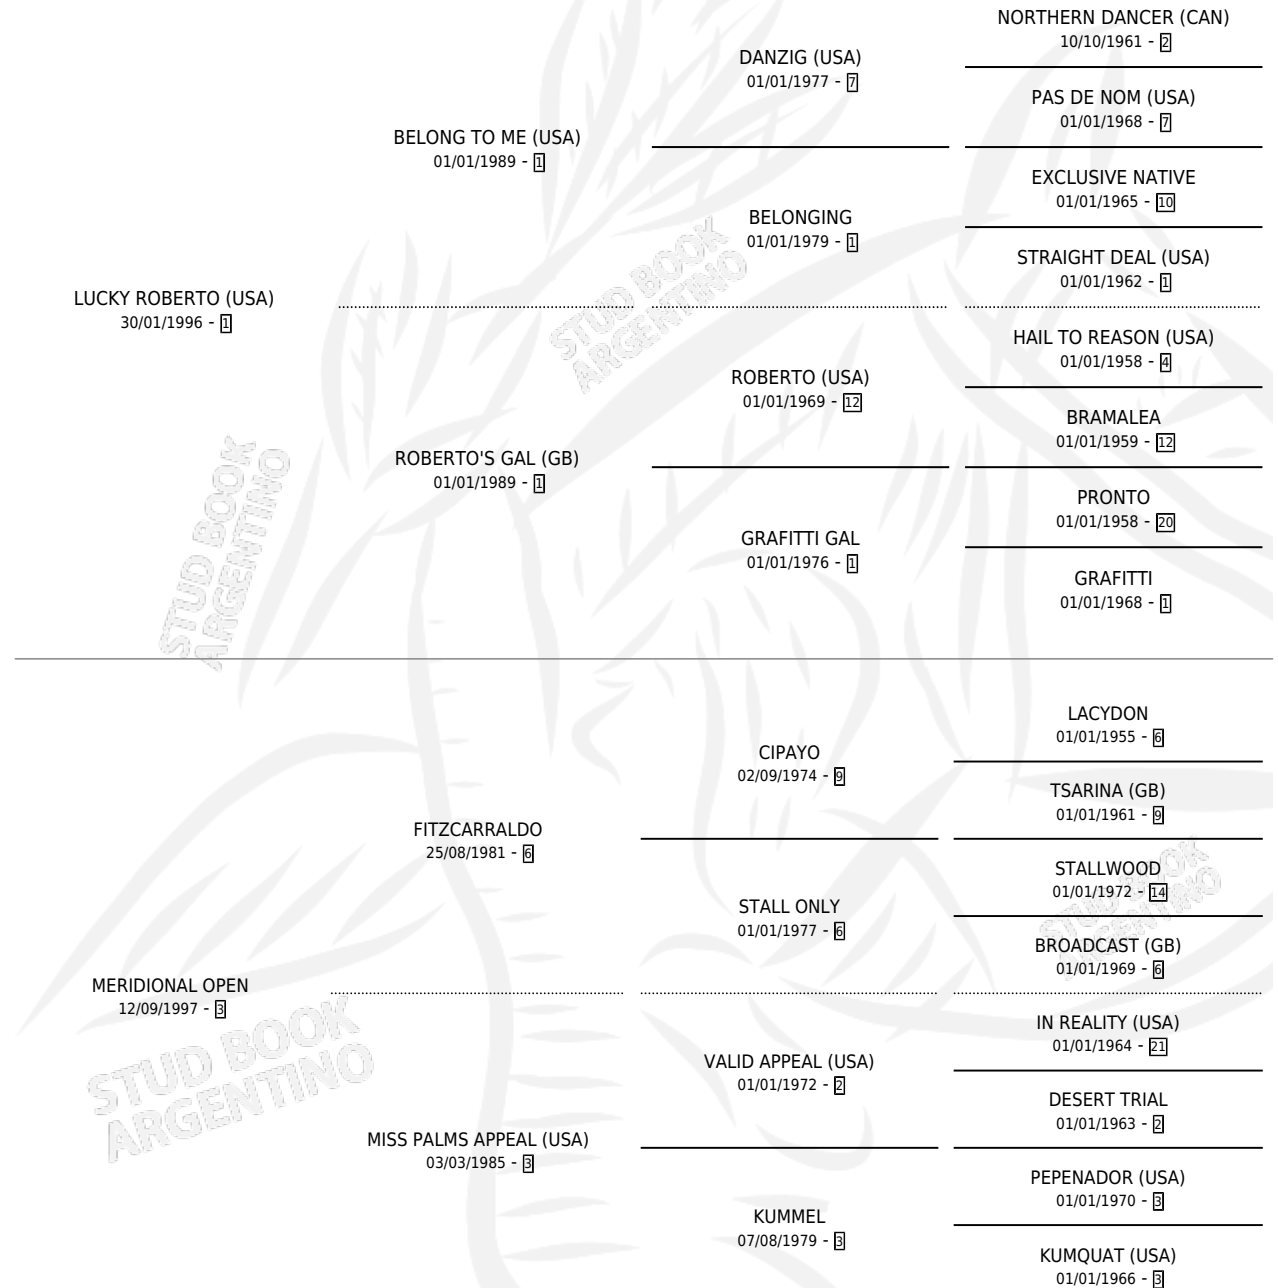 NORTHERN DANCER (CAN)
10/10/1961 - 2
DANZIG (USA)
01/01/1977 - 7
PAS DE NOM (USA)
01/01/1968 - 7
BELONG TO ME (USA)
01/01/1989 - 1
EXCLUSIVE NATIVE
01/01/1965 - 10
BELONGING
01/01/1979 - 1
STRAIGHT DEAL (USA)
01/01/1962 - 1
LUCKY ROBERTO (USA)
30/01/1996 - 1
HAIL TO REASON (USA)
01/01/1958 - 4
ROBERTO (USA)
01/01/1969 - 12
BRAMALEA
01/01/1959 - 12
ROBERTO'S GAL (GB)
01/01/1989 - 1
PRONTO
01/01/1958 - 20
GRAFITTI GAL
01/01/1976 - 1
GRAFITTI
01/01/1968 - 1
STUD BOOK
ARGENTINO
STUD BOOK
ARGENTINO
LACYDON
01/01/1955 - 6
CIPAYO
02/09/1974 - 9
TSARINA (GB)
01/01/1961 - 9
FITZCARRALDO
25/08/1981 - 6
STALLWOOD
01/01/1972 - 14
STALL ONLY
01/01/1977 - 6
BROADCAST (GB)
01/01/1969 - 6
MERIDIONAL OPEN
12/09/1997 - 3
IN REALITY (USA)
01/01/1964 - 21
VALID APPEAL (USA)
01/01/1972 - 2
DESERT TRIAL
01/01/1963 - 2
MISS PALMS APPEAL (USA)
03/03/1985 - 3
PEPENADOR (USA)
01/01/1970 - 3
KUMMEL
07/08/1979 - 3
KUMQUAT (USA)
01/01/1966 - 3
STUD BOOK
ARGENTINO
STUD BOOK
ARGENTINO